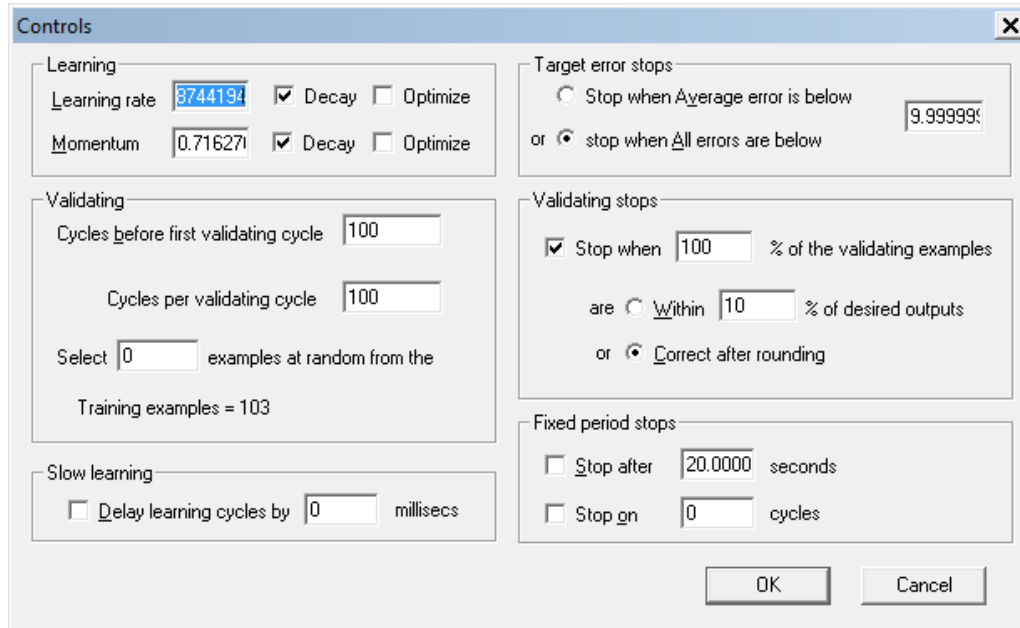 Controls
Learning
Learning rate 8744194 Decay Optimize
Momentum 0.71627 Decay Optimize
Validating
Cycles before first validating cycle 100
Cycles per validating cycle 100
Select 0 examples at random from the
Training examples = 103
Slow learning
Delay learning cycles by 0 millisecs
Target error stops
Stop when Average error is below
9.99999
or stop when All errors are below
Validating stops
Stop when 100 % of the validating examples
are Within 10 % of desired outputs
or Correct after rounding
Fixed period stops
Stop after 20.0000 seconds
Stop on 0 cycles
OK Cancel